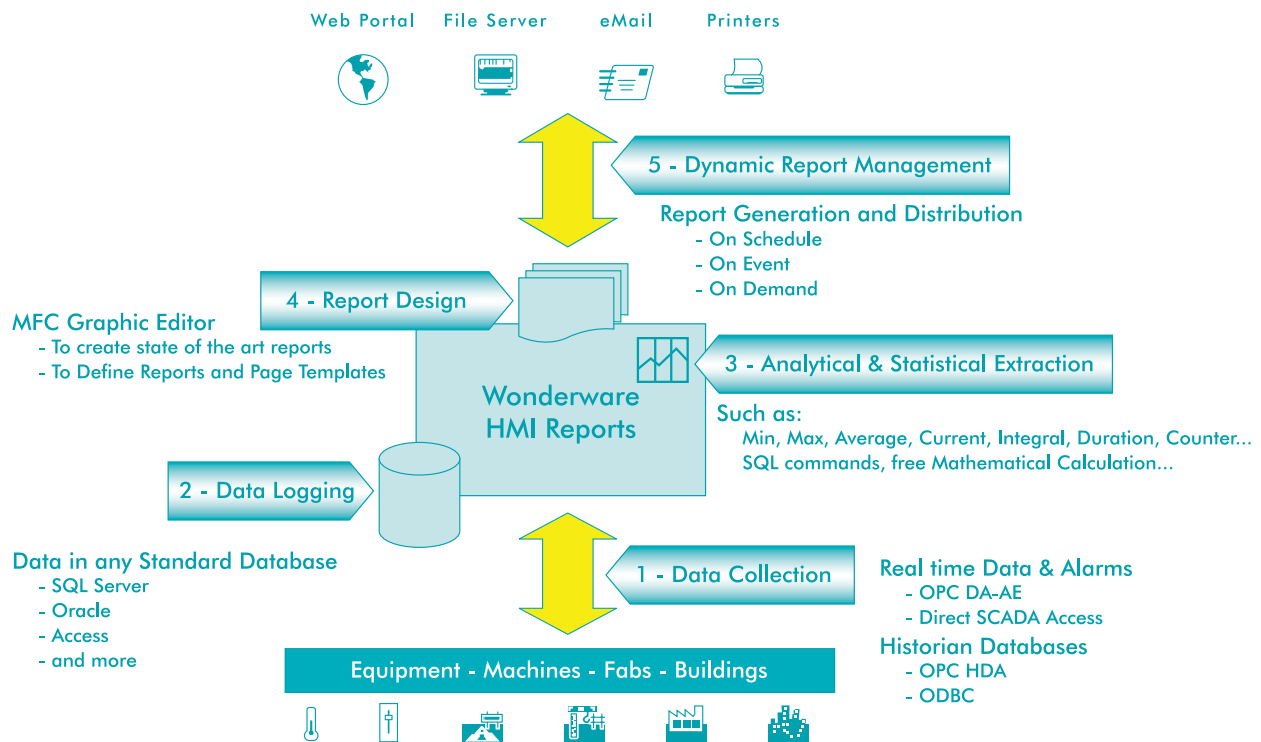 Web Portal
File Server
eMail
Printers
5 - Dynamic Report Management
Report Generation and Distribution
- On Schedule
- On Event
- On Demand
4 - Report Design
MFC Graphic Editor
- To create state of the art reports
- To Define Reports and Page Templates
Wonderware
HMI Reports
3 - Analytical & Statistical Extraction
Such as:
Min, Max, Average, Current, Integral, Duration, Counter...
SQL commands, free Mathematical Calculation...
2 - Data Logging
Data in any Standard Database
- SQL Server
- Oracle
- Access
- and more
1 - Data Collection
Real time Data & Alarms
- OPC DA-AE
- Direct SCADA Access
Historian Databases
- OPC HDA
- ODBC
Equipment - Machines - Fabs - Buildings